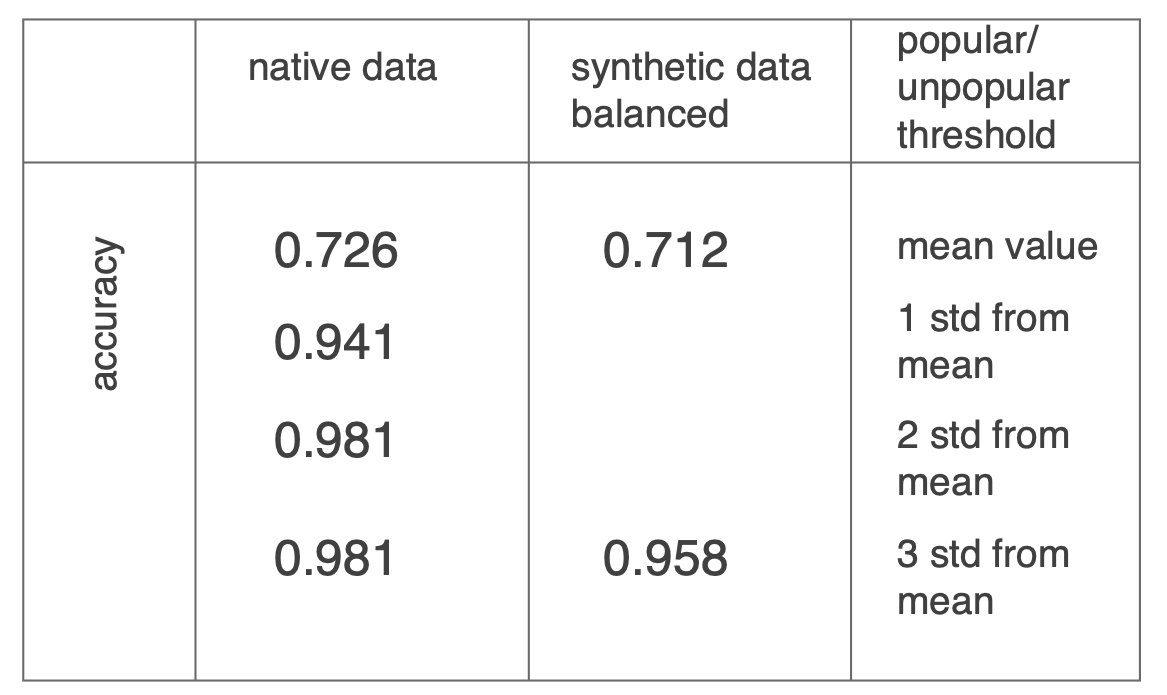 native data
synthetic data
balanced
popular/
unpopular
threshold
accuracy
0.726
0.712
mean value
0.941
1 std from
mean
0.981
2 std from
mean
0.981
0.958
3 std from
mean